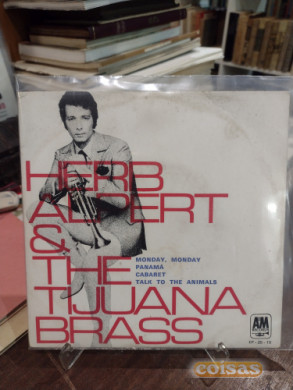 HERB
ALPERT
&
THE
TIJUANA
BRASS
MONDAY, MONDAY
PANAMÁ
CABARET
TALK TO THE ANIMALS
A&M
coisas